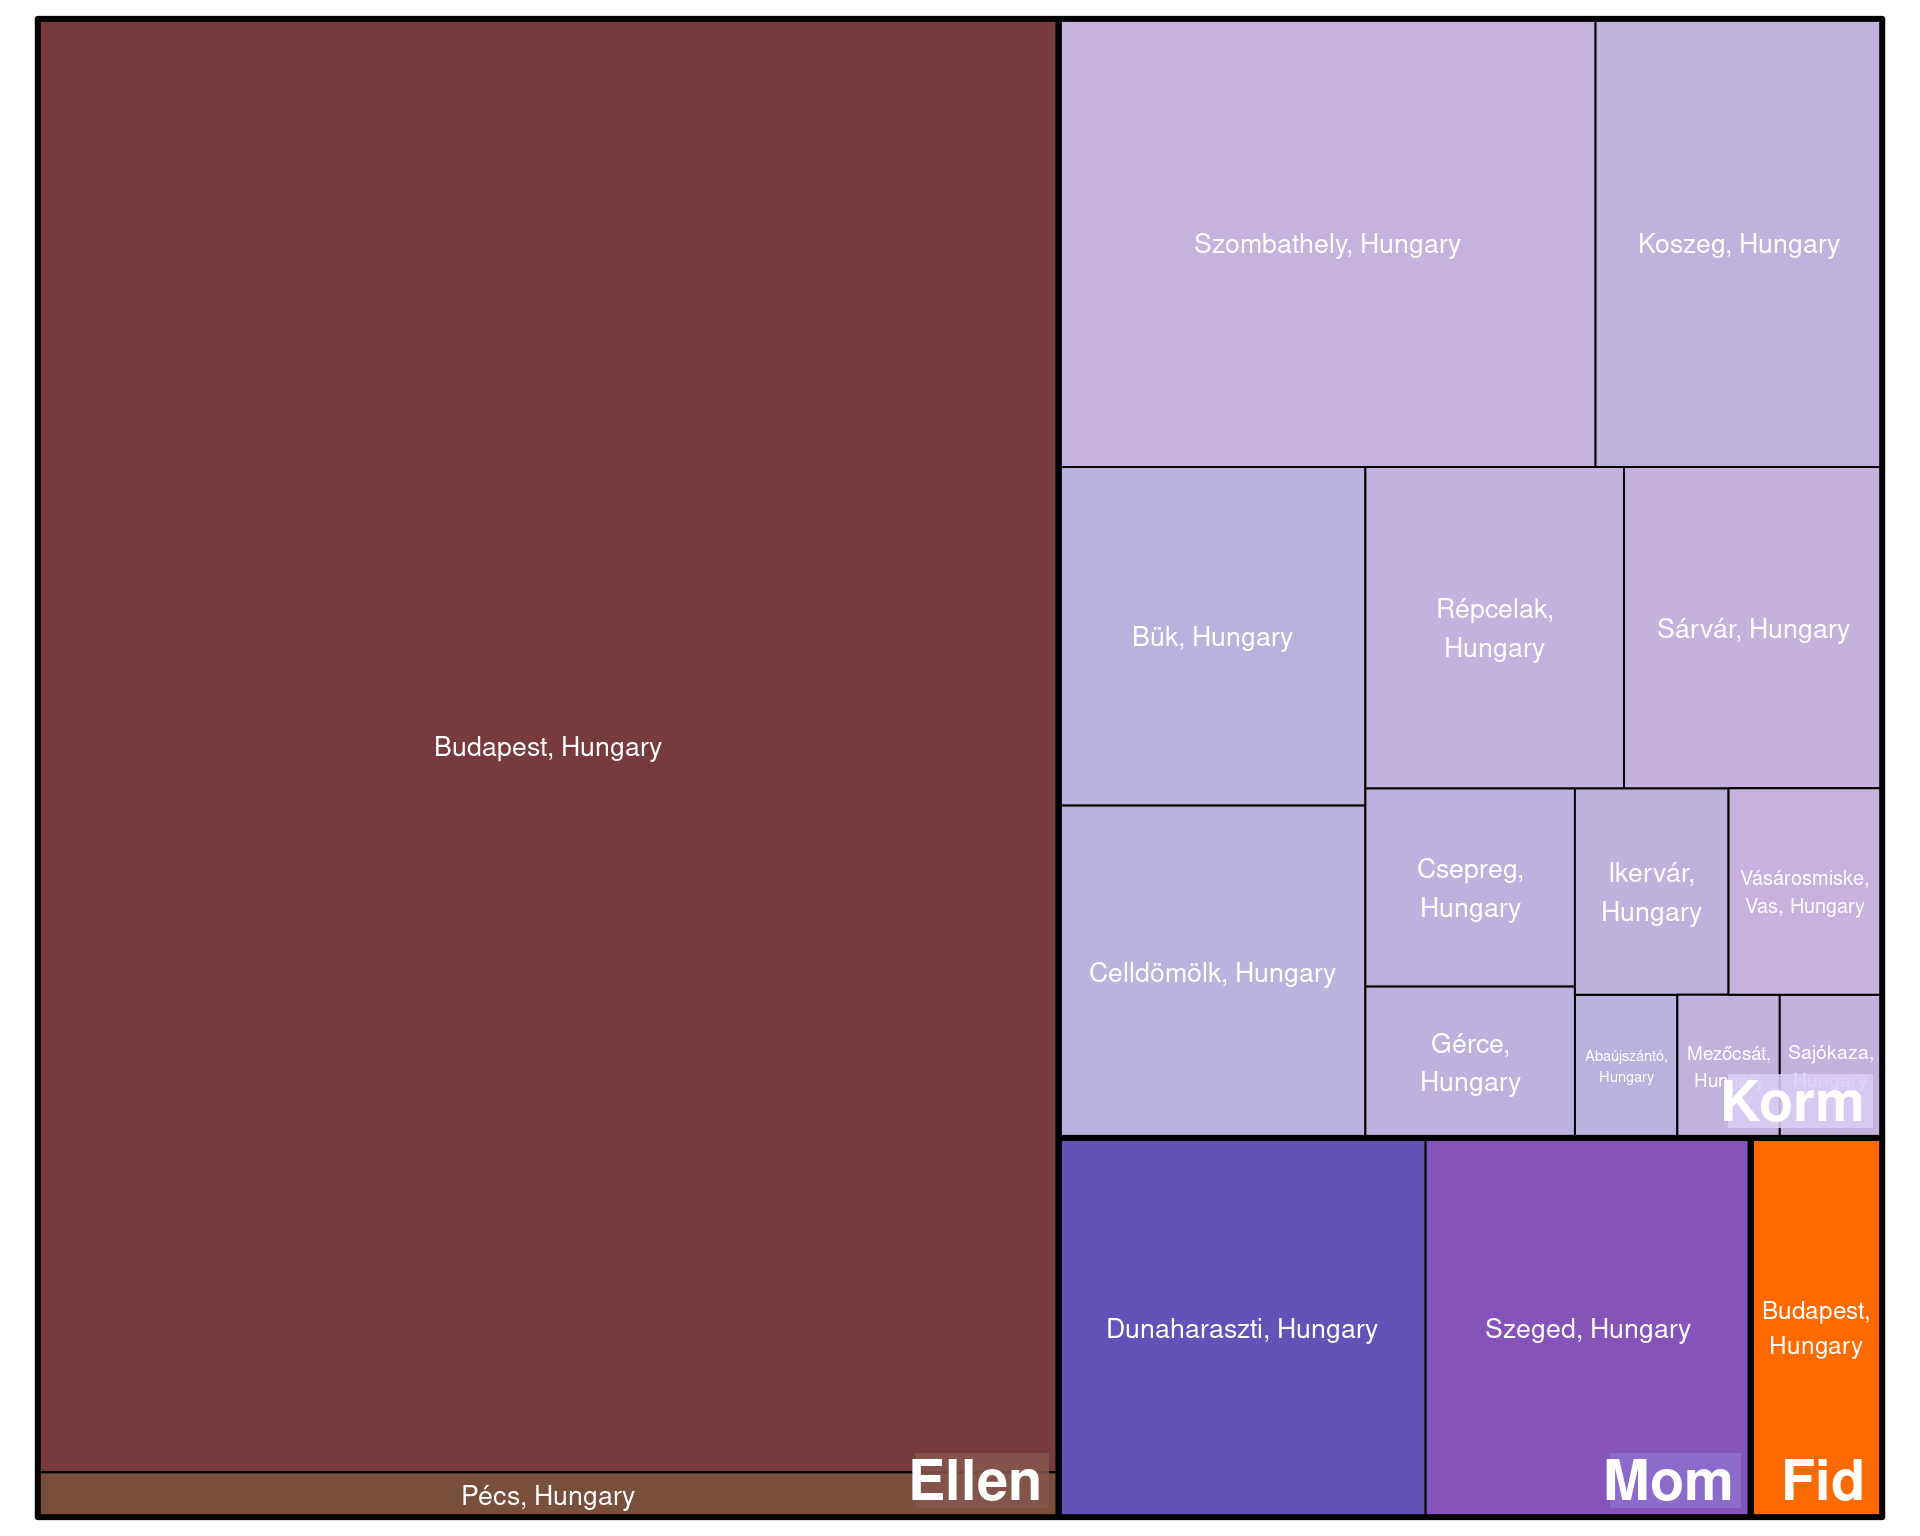 Szombathely, Hungary
Koszeg, Hungary
Bük, Hungary
Répcelak,
Hungary
Sárvár, Hungary
Budapest, Hungary
Csepreg,
Hungary
Ikervár,
Hungary
Vásárosmiske,
Vas, Hungary
Celldömölk, Hungary
Gérce,
Hungary
Abaújszántó,
Hungary
Mezőcsát,
Hungary
Sajókaza,
Hungary
Korm
Dunaharaszti, Hungary
Szeged, Hungary
Budapest,
Hungary
Pécs, Hungary
Ellen
Mom
Fid